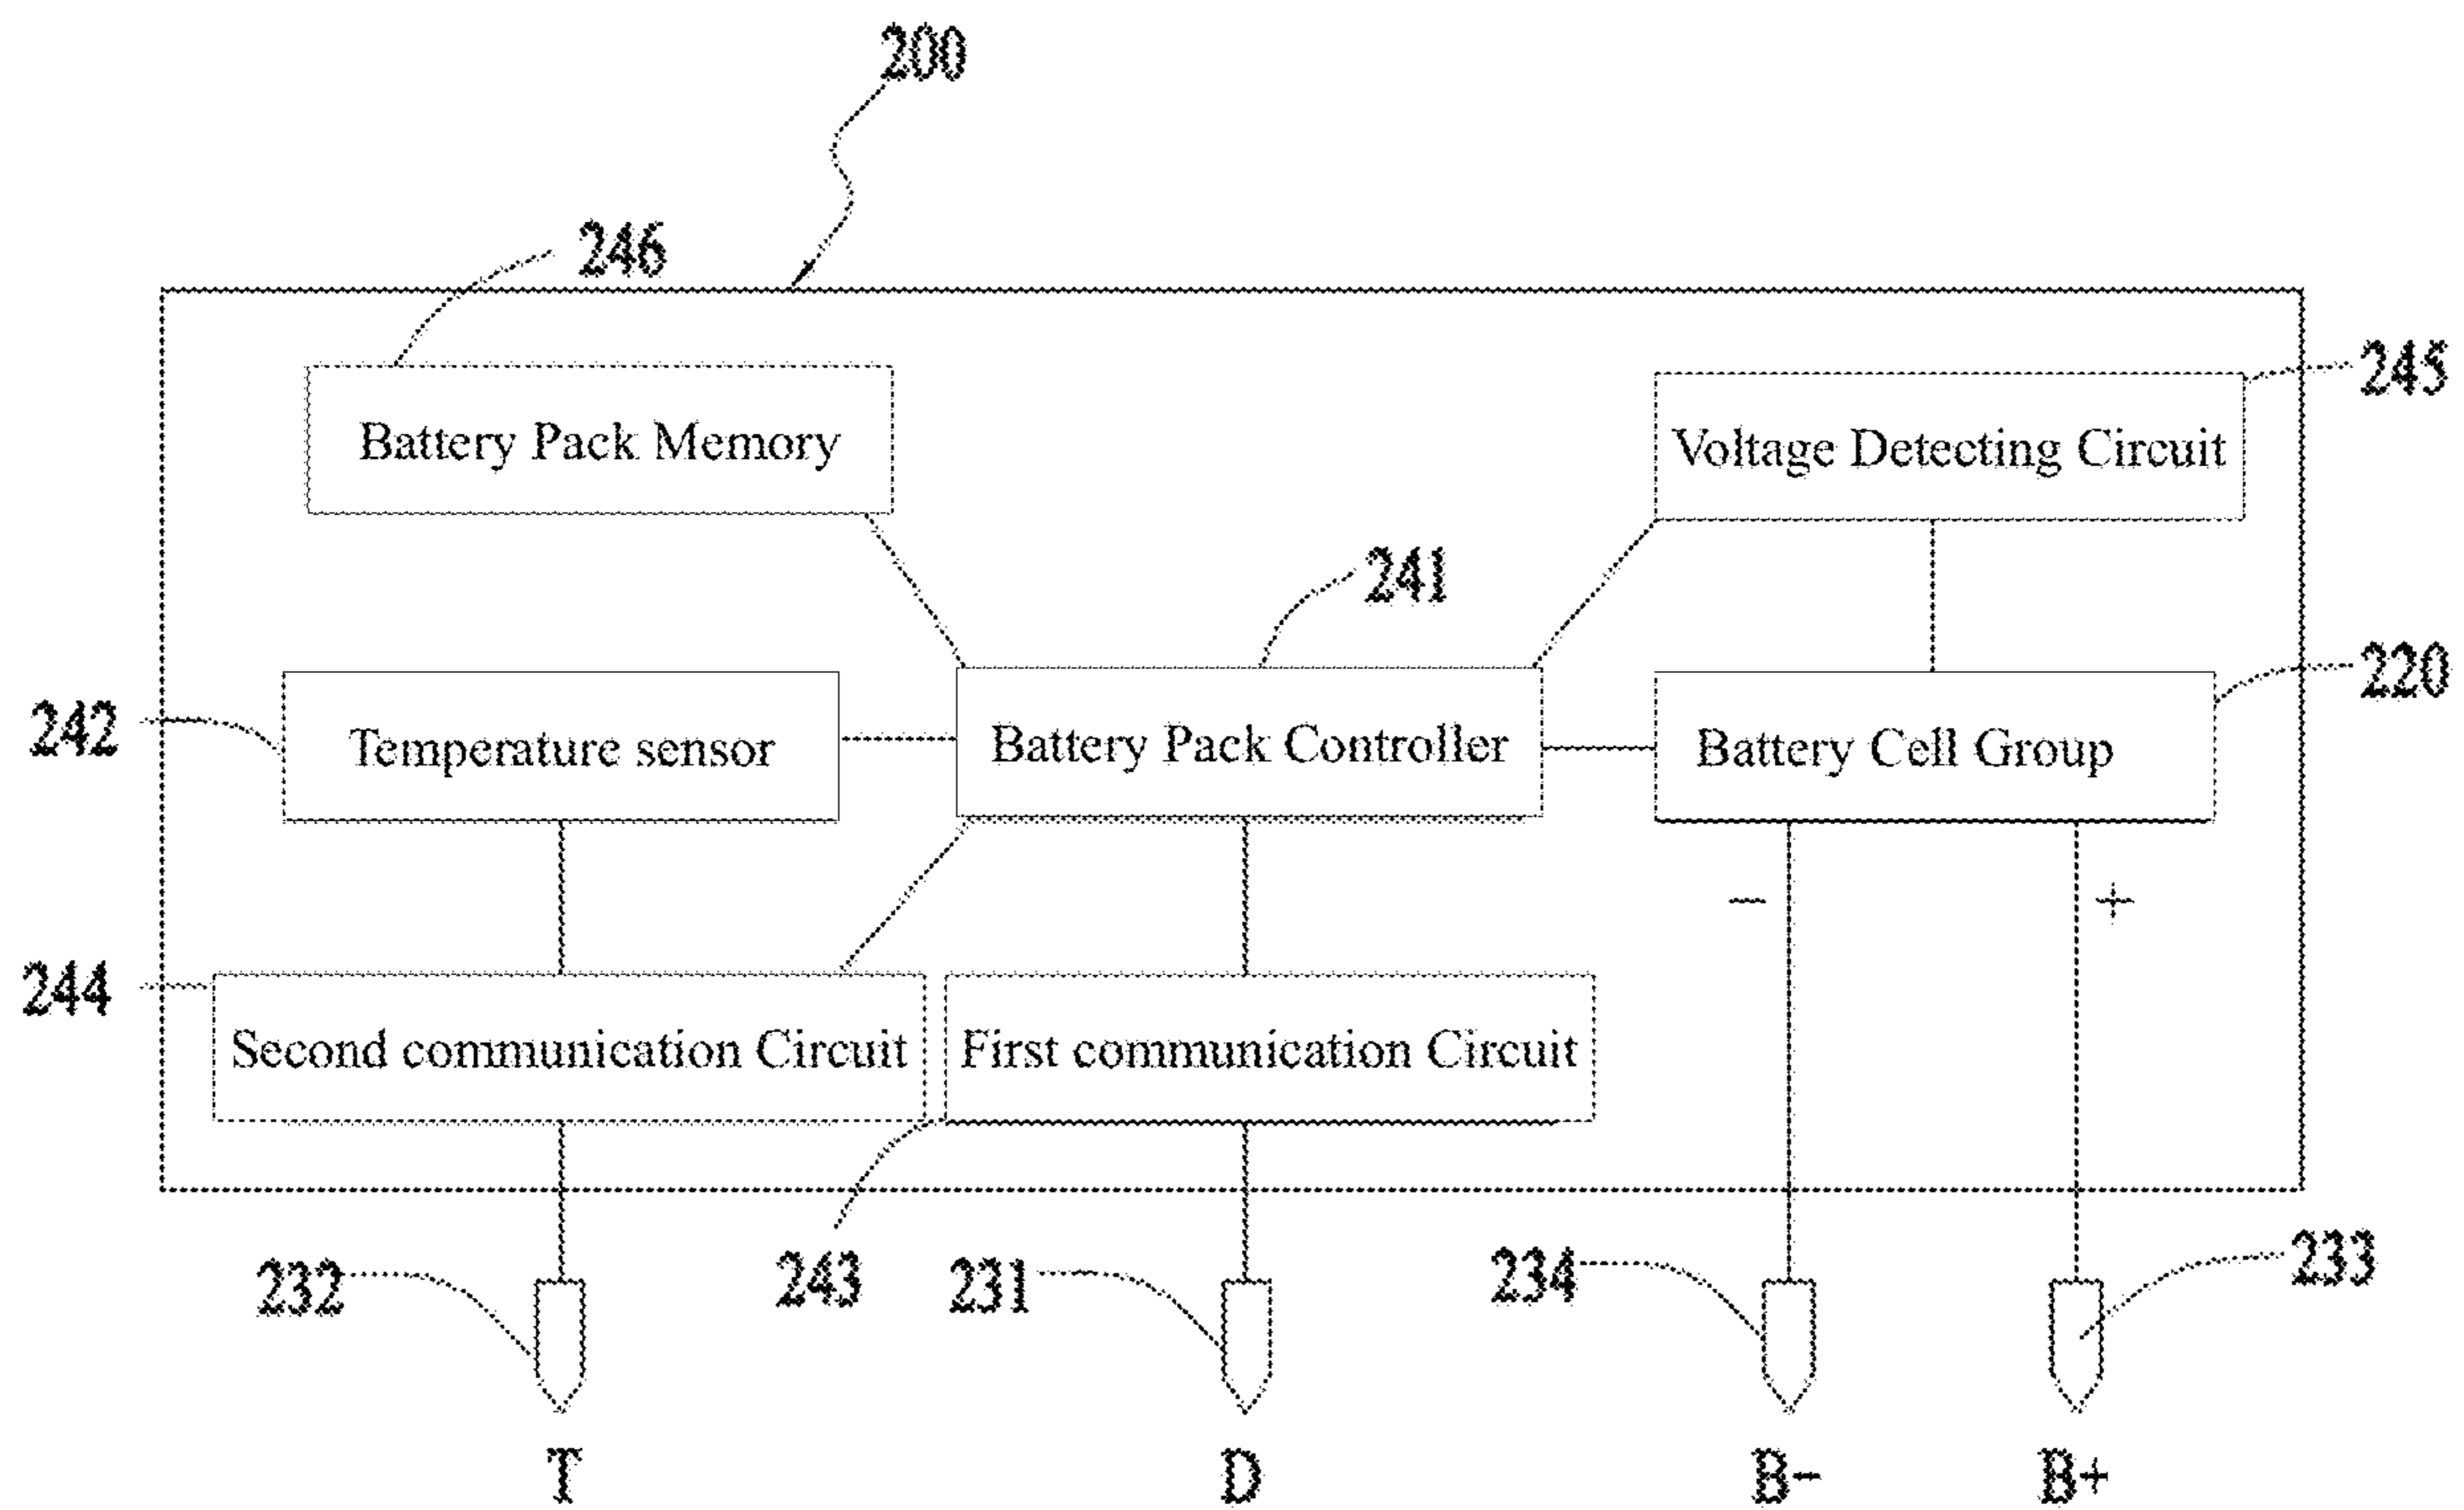 200
246
245
Battery Pack Memory
Voltage Detecting Circuit
241
220
242
Temperature sensor
Battery Pack Controller
Battery Cell Group
−
+
244
Second communication Circuit
First communication Circuit
232
243
231
234
233
T
D
B−
B+